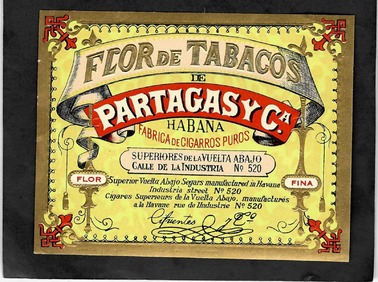 FLOR DE TABACOS
DE
PARTAGAS Y Cª
HABANA
FABRICA DE CIGARROS PUROS
SUPERIORES DE LA VUELTA ABAJO
CALLE DE LA INDUSTRIA Nº 520
FLOR
FINA
Superior Vuelta Abajo Segars manufactured in Havane
Industria street Nº 520
Cigares Superieurs de la Vuelta Abajo, manufacturés
a la Havane rue de l'Industrie Nº 520
Cifuentes